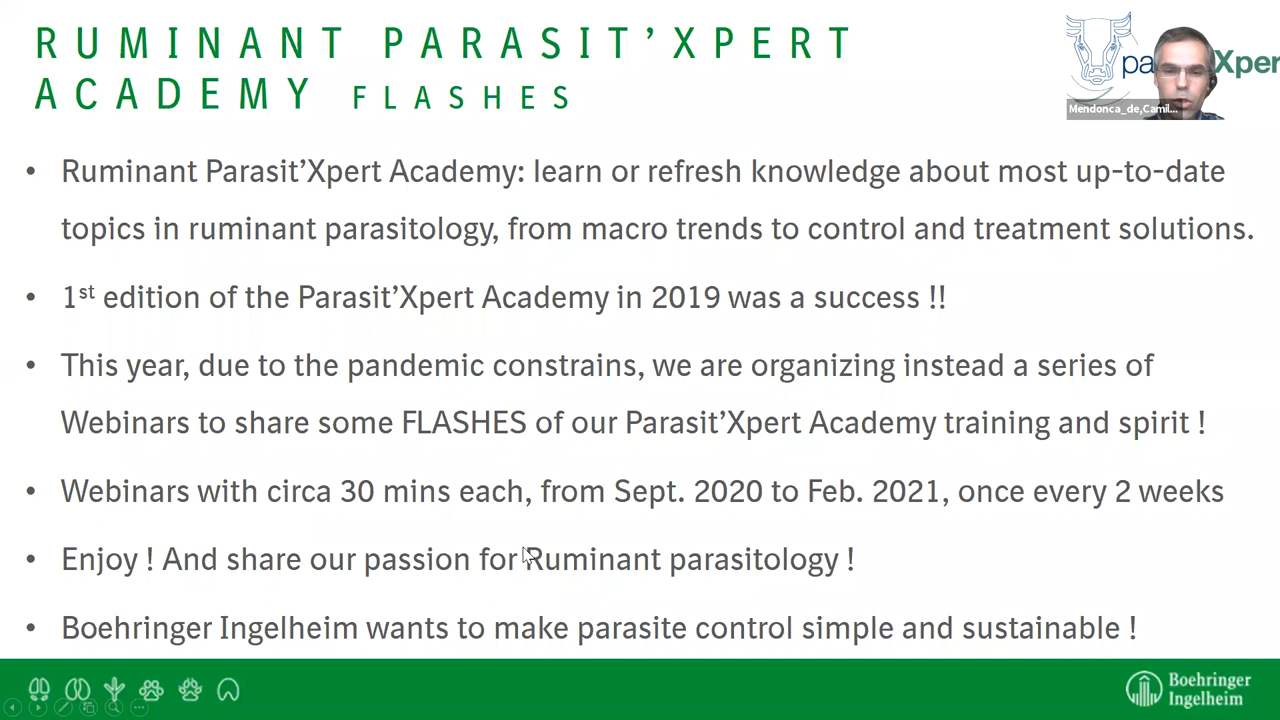 RUMINANT PARASIT’XPERT
ACADEMY FLASHES
pa Xper
Mendonca_de,Camil...
• Ruminant Parasit’Xpert Academy: learn or refresh knowledge about most up-to-date
topics in ruminant parasitology, from macro trends to control and treatment solutions.
• 1st edition of the Parasit’Xpert Academy in 2019 was a success !!
• This year, due to the pandemic constrains, we are organizing instead a series of
Webinars to share some FLASHES of our Parasit’Xpert Academy training and spirit !
• Webinars with circa 30 mins each, from Sept. 2020 to Feb. 2021, once every 2 weeks
• Enjoy ! And share our passion for Ruminant parasitology !
• Boehringer Ingelheim wants to make parasite control simple and sustainable !
Boehringer
Ingelheim